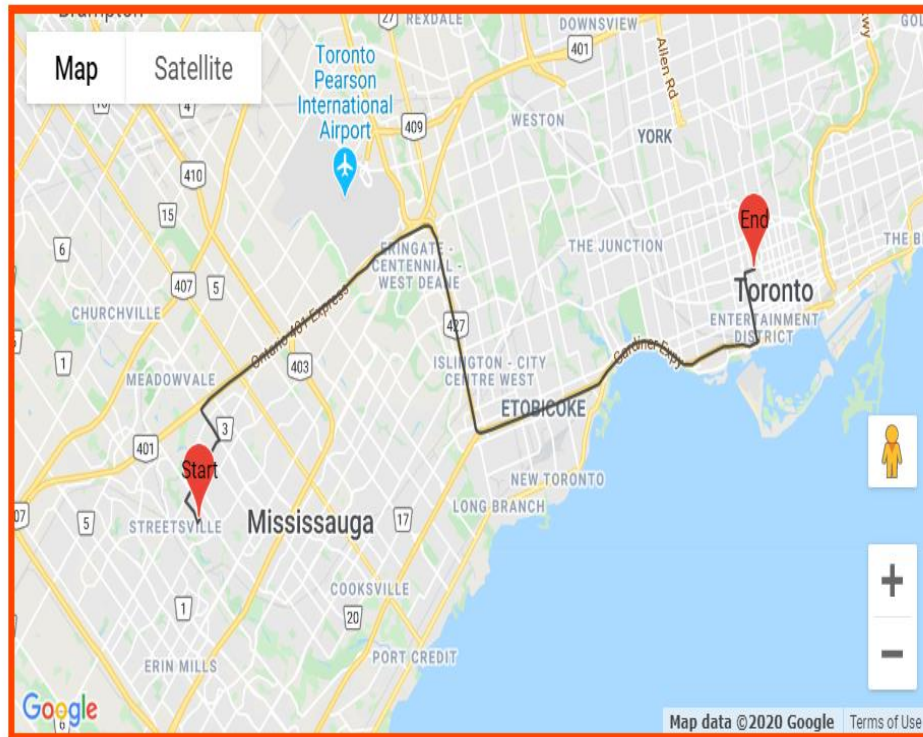 Brampton
27
REXDALE
DOWNSVIEW
401
Allen Rd
Map
Satellite
Toronto
Pearson
International
Airport
409
WESTON
YORK
4
410
15
6
407
5
CHURCHVILLE
1
ERINGATE -
CENTENNIAL -
WEST DEANE
THE JUNCTION
End
Toronto
ENTERTAINMENT
DISTRICT
THE B
Ontario 401 Express
427
403
ISLINGTON - CITY
CENTRE WEST
Gardiner Expy
MEADOWVALE
ETOBICOKE
3
401
Start
NEW TORONTO
LONG BRANCH
07
5
STREETSVILLE
Mississauga
17
COOKSVILLE
1
20
ERIN MILLS
PORT CREDIT
+
−
Google
Map data ©2020 Google
Terms of Use